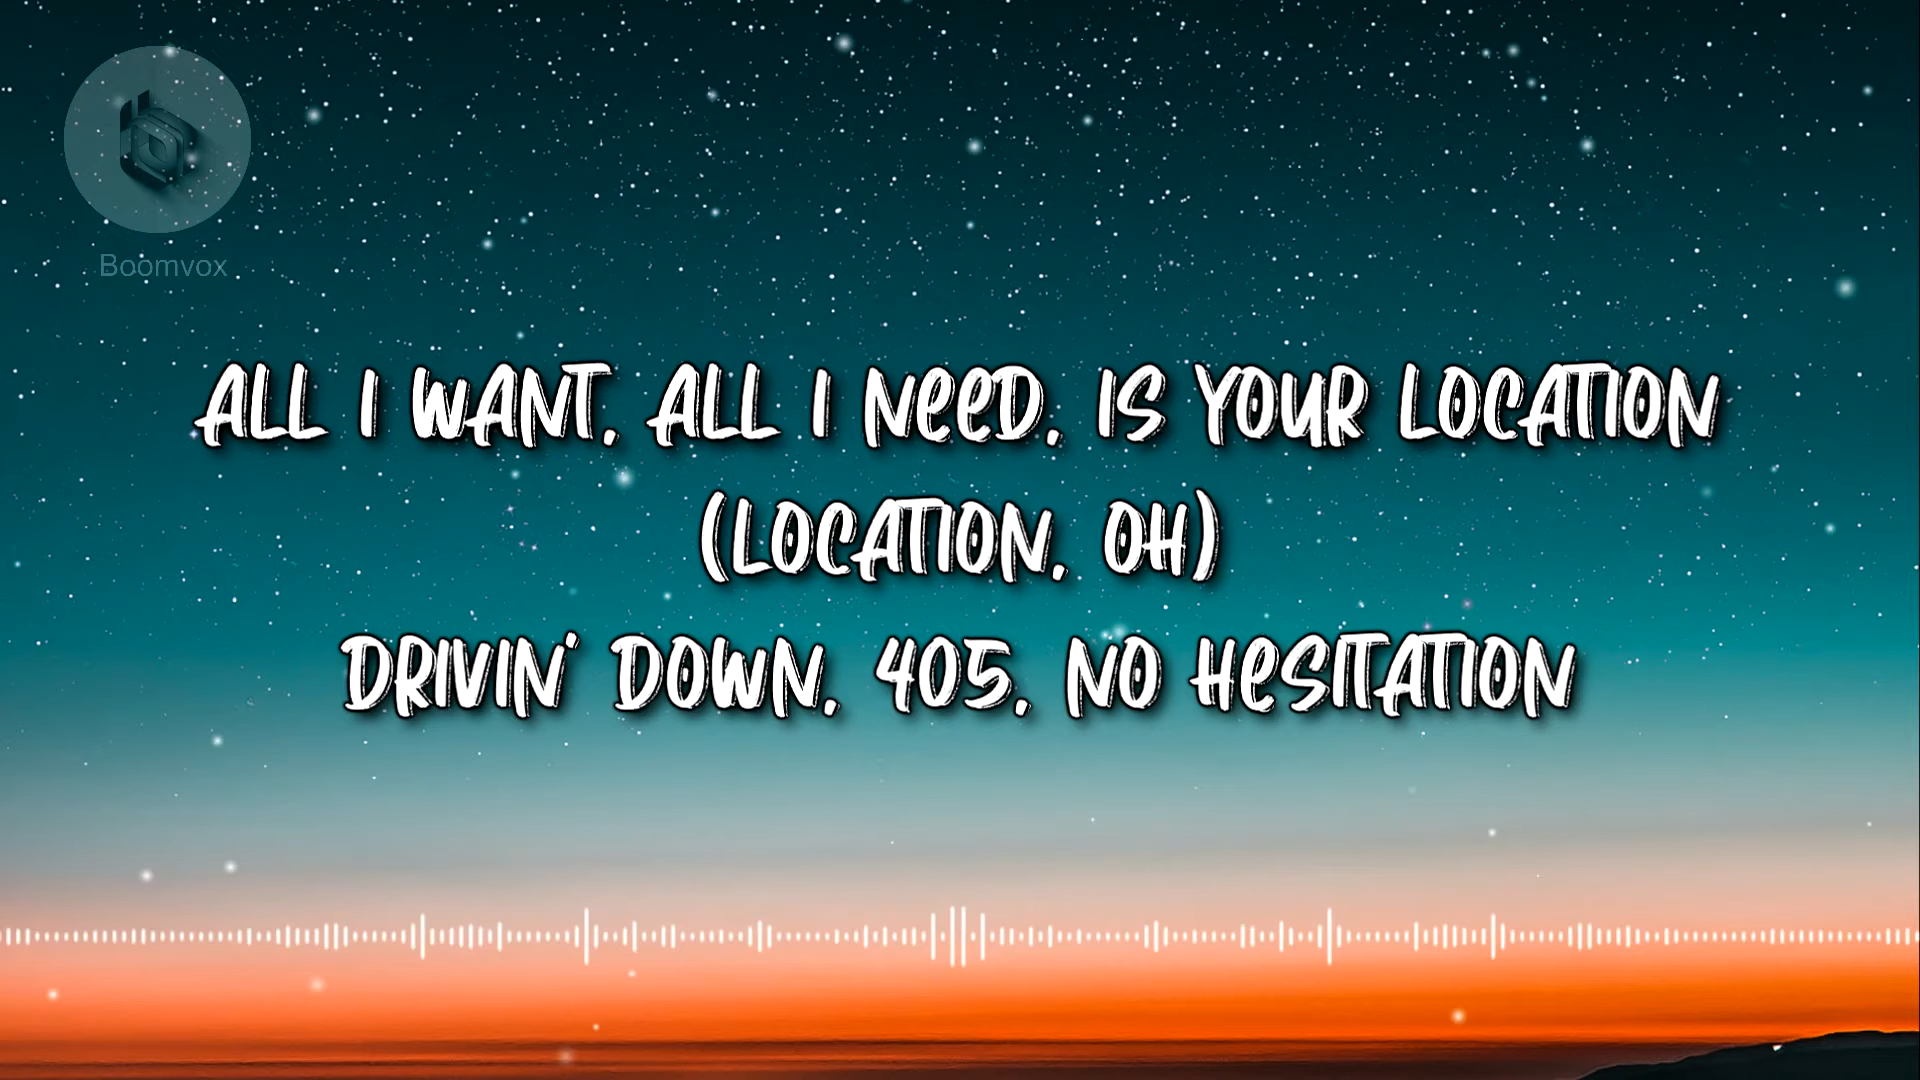 Boomvox
ALL I WANT, ALL I NEED, IS YOUR LOCATION
(LOCATION, OH)
DRIVIN' DOWN, 405, NO HESITATION